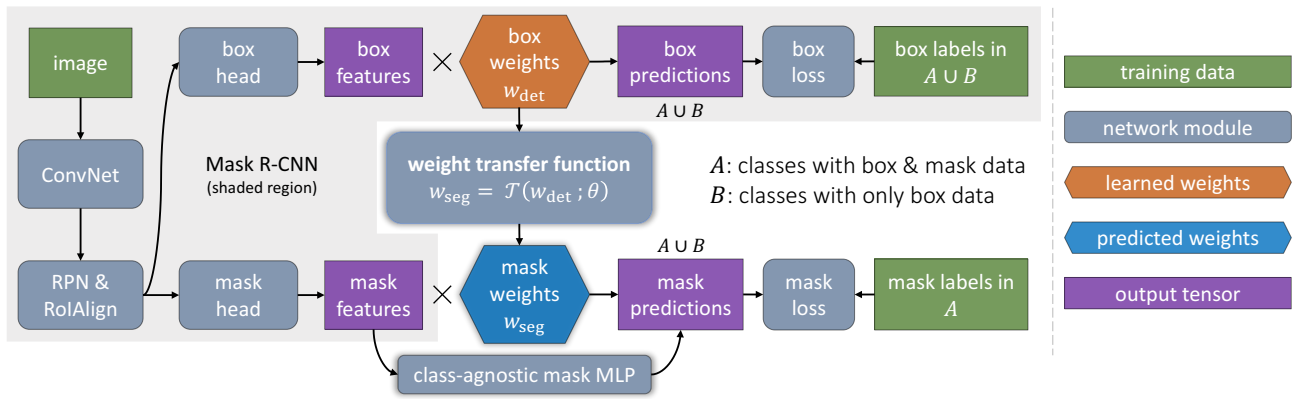 image
box
head
box
features
×
box
weights
w_det
box
predictions
A ∪ B
box
loss
box labels in
A ∪ B
ConvNet
Mask R-CNN
(shaded region)
weight transfer function
w_seg = 𝒯(w_det ; θ)
A: classes with box & mask data
B: classes with only box data
RPN &
RoIAlign
mask
head
mask
features
×
mask
weights
w_seg
A ∪ B
mask
predictions
mask
loss
mask labels in
A
class-agnostic mask MLP
training data
network module
learned weights
predicted weights
output tensor